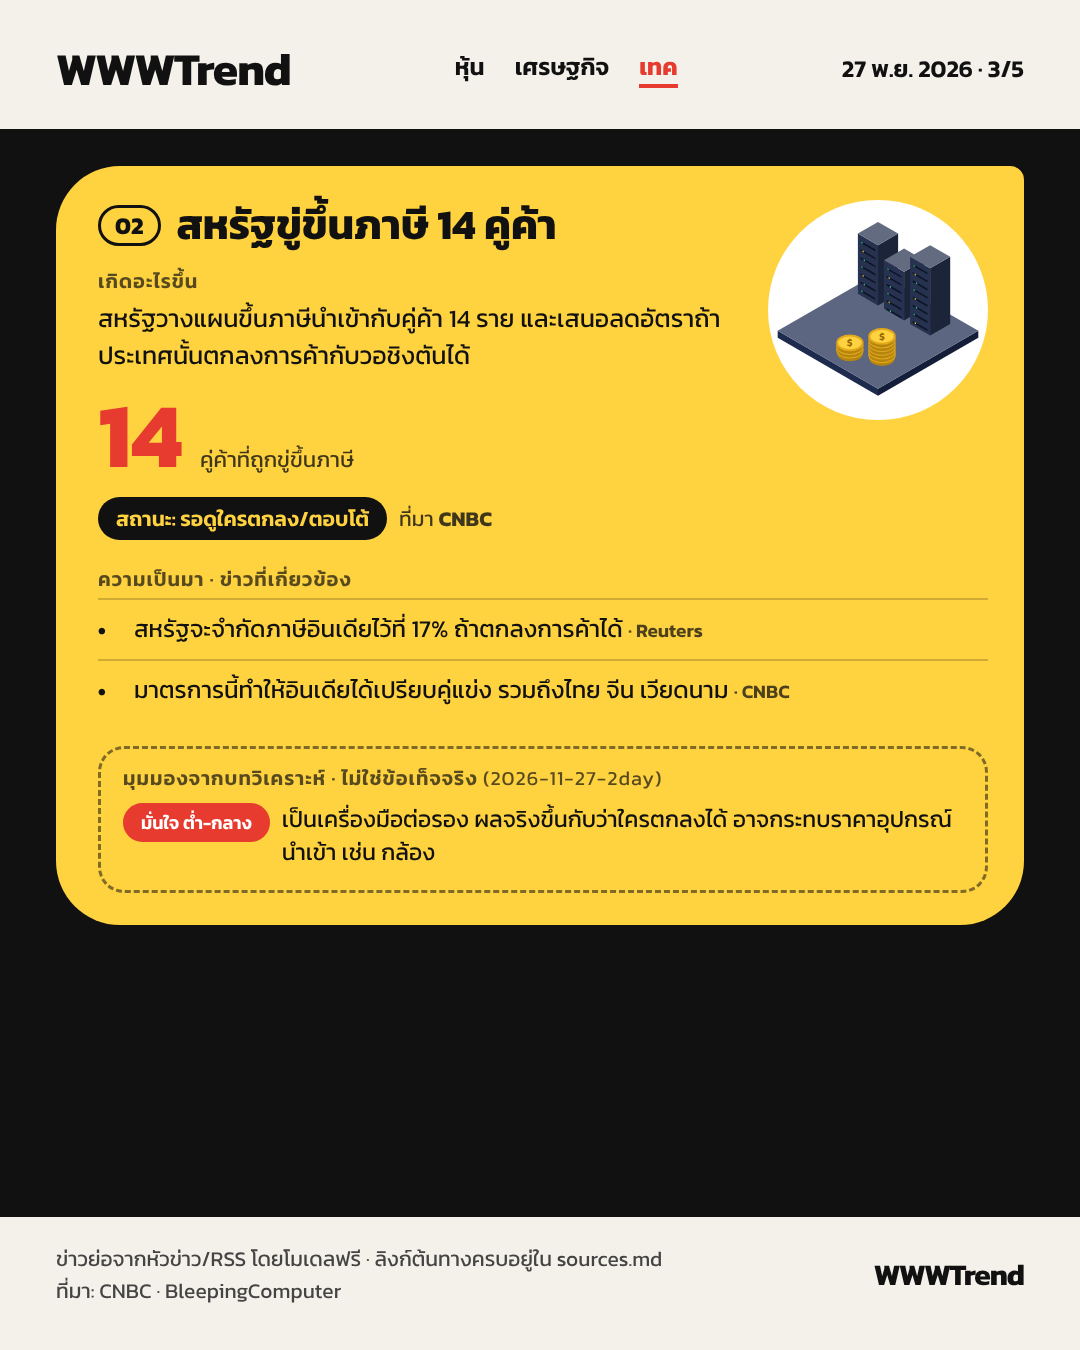 WWWTrend
หุ้น เศรษฐกิจ เทค
27 พ.ย. 2026 · 3/5
02 สหรัฐขู่ขึ้นภาษี 14 คู่ค้า
เกิดอะไรขึ้น
สหรัฐวางแผนขึ้นภาษีนำเข้ากับคู่ค้า 14 ราย และเสนอลดอัตราถ้า
ประเทศนั้นตกลงการค้ากับวอชิงตันได้
$ $
14 คู่ค้าที่ถูกขู่ขึ้นภาษี
สถานะ: รอดูใครตกลง/ตอบโต้ ที่มา CNBC
ความเป็นมา · ข่าวที่เกี่ยวข้อง
• สหรัฐจะจำกัดภาษีอินเดียไว้ที่ 17% ถ้าตกลงการค้าได้ · Reuters
• มาตรการนี้ทำให้อินเดียได้เปรียบคู่แข่ง รวมถึงไทย จีน เวียดนาม · CNBC
มุมมองจากบทวิเคราะห์ · ไม่ใช่ข้อเท็จจริง (2026-11-27-2day)
มั่นใจ ต่ำ-กลาง เป็นเครื่องมือต่อรอง ผลจริงขึ้นกับว่าใครตกลงได้ อาจกระทบราคาอุปกรณ์
นำเข้า เช่น กล้อง
ข่าวย่อจากหัวข่าว/RSS โดยโมเดลฟรี · ลิงก์ต้นทางครบอยู่ใน sources.md
ที่มา: CNBC · BleepingComputer
WWWTrend